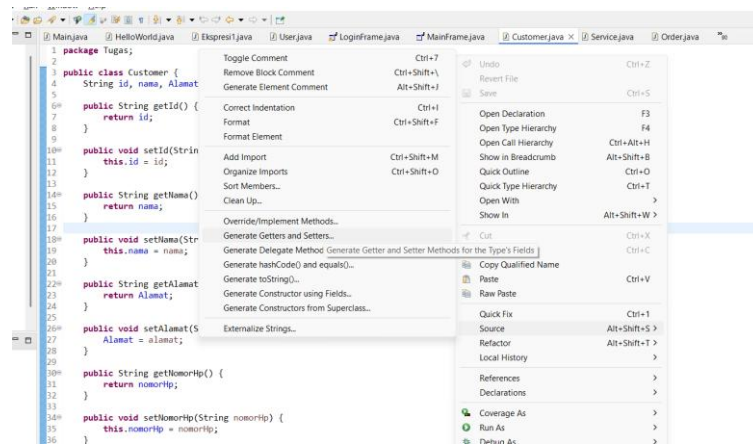 Main.java HelloWorld.java Ekspresi1.java User.java LoginFrame.java MainFrame.java Customer.java Service.java Order.java
1 package Tugas;
2
3 public class Customer {
4 String id, nama, Alamat
5
6 public String getId() {
7 return id;
8 }
9
10 public void setId(Strin
11 this.id = id;
12 }
13
14 public String getNama()
15 return nama;
16 }
17
18 public void setNama(Str
19 this.nama = nama;
20 }
21
22 public String getAlamat
23 return Alamat;
24 }
25
26 public void setAlamat(S
27 Alamat = alamat;
28 }
29
30 public String getNomorHp() {
31 return nomorHp;
32 }
33
34 public void setNomorHp(String nomorHp) {
35 this.nomorHp = nomorHp;
36 }
Toggle Comment Ctrl+7
Remove Block Comment Ctrl+Shift+\
Generate Element Comment Alt+Shift+J
Correct Indentation Ctrl+I
Format Ctrl+Shift+F
Format Element
Add Import Ctrl+Shift+M
Organize Imports Ctrl+Shift+O
Sort Members...
Clean Up...
Override/Implement Methods...
Generate Getters and Setters...
Generate Delegate Method
Generate Getter and Setter Methods for the Type's Fields
Generate hashCode() and equals()...
Generate toString()...
Generate Constructor using Fields...
Generate Constructors from Superclass...
Externalize Strings...
Undo Ctrl+Z
Revert File
Save Ctrl+S
Open Declaration F3
Open Type Hierarchy F4
Open Call Hierarchy Ctrl+Alt+H
Show in Breadcrumb Alt+Shift+B
Quick Outline Ctrl+O
Quick Type Hierarchy Ctrl+T
Open With >
Show In Alt+Shift+W >
Cut Ctrl+X
Ctrl+C
Copy Qualified Name
Paste Ctrl+V
Raw Paste
Quick Fix Ctrl+1
Source Alt+Shift+S >
Refactor Alt+Shift+T >
Local History >
References >
Declarations >
Coverage As >
Run As >
Debug As >